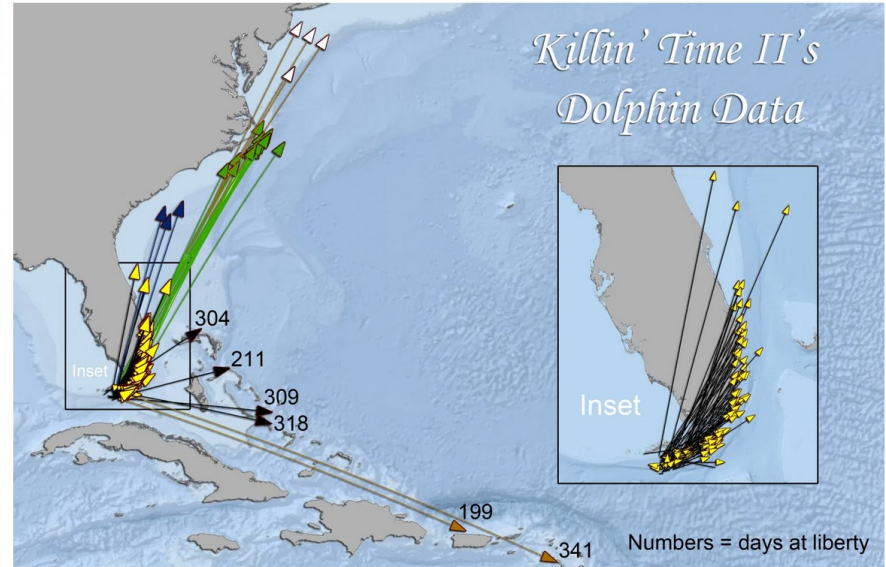 Killin' Time II's
Dolphin Data
304
211
309
318
199
341
Inset
Inset
Numbers = days at liberty